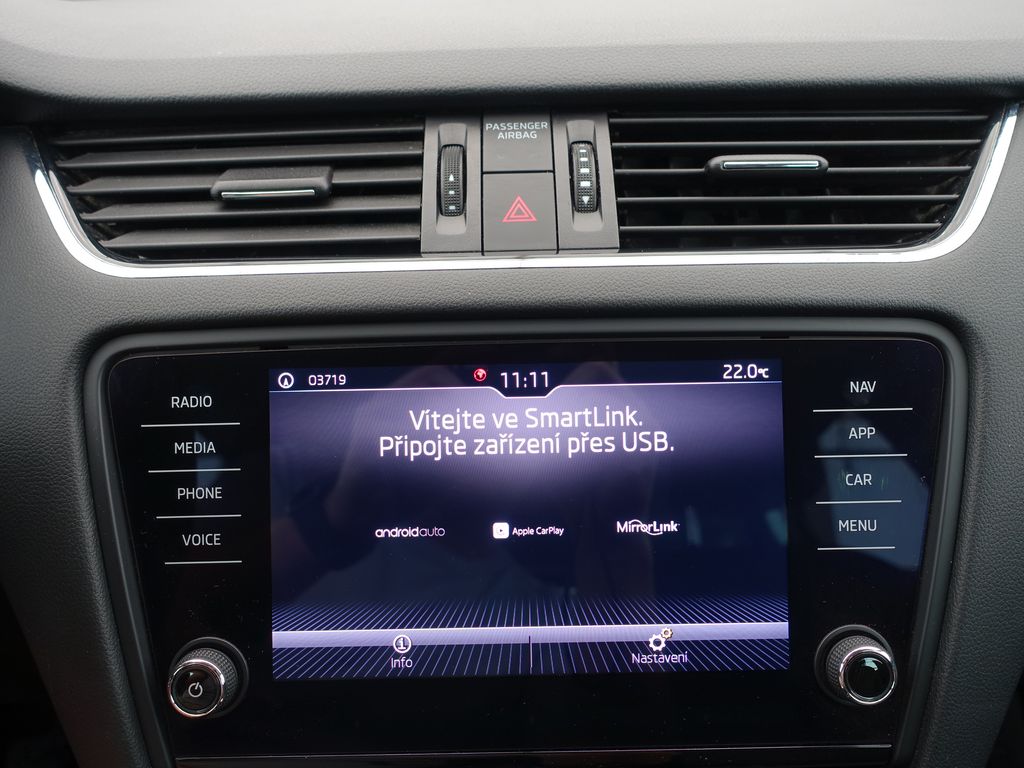 PASSENGER
AIRBAG
03719
11:11
22.0°C
Vítejte ve SmartLink.
Připojte zařízení přes USB.
androidauto
Apple CarPlay
MirrorLink
Info
Nastavení
RADIO
MEDIA
PHONE
VOICE
NAV
APP
CAR
MENU